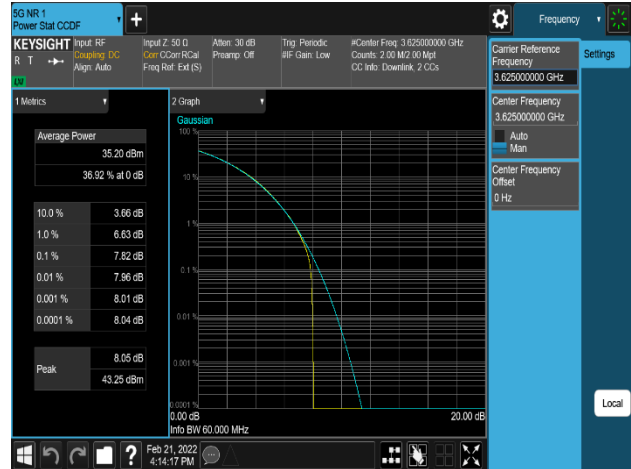 5G NR 1
Power Stat CCDF
Frequency
KEYSIGHT
R T
LXI
Input: RF
Coupling: DC
Align: Auto
Input Z: 50 Ω
Corr CCorr RCal
Freq Ref: Ext (S)
Atten: 30 dB
Preamp: Off
Trig: Periodic
#IF Gain: Low
#Center Freq: 3.625000000 GHz
Counts: 2.00 M/2.00 Mpt
CC Info: Downlink, 2 CCs
Carrier Reference
Frequency
3.625000000 GHz
Settings
Center Frequency
3.625000000 GHz
Auto
Man
Center Frequency
Offset
0 Hz
Local
1 Metrics
Average Power
35.20 dBm
36.92 % at 0 dB
10.0 % 3.66 dB
1.0 % 6.63 dB
0.1 % 7.82 dB
0.01 % 7.96 dB
0.001 % 8.01 dB
0.0001 % 8.04 dB
Peak
8.05 dB
43.25 dBm
2 Graph
Gaussian
100 %
10 %
1 %
0.1 %
0.01 %
0.001 %
0.0001 %
0.00 dB 20.00 dB
Info BW 60.000 MHz
?
Feb 21, 2022
4:14:17 PM